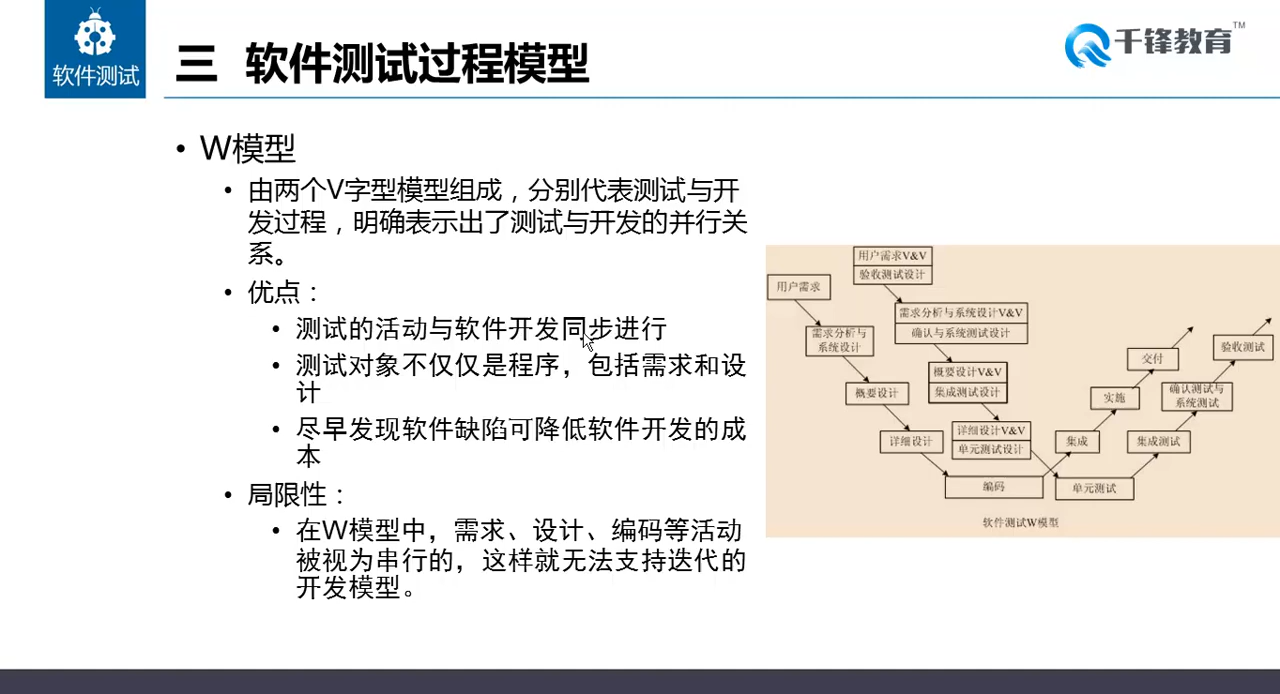 软件测试
三 软件测试过程模型
千锋教育
TM
• W模型
• 由两个V字型模型组成，分别代表测试与开
发过程，明确表示出了测试与开发的并行关
系。
• 优点：
• 测试的活动与软件开发同步进行
• 测试对象不仅仅是程序，包括需求和设
计
• 尽早发现软件缺陷可降低软件开发的成
本
• 局限性：
• 在W模型中，需求、设计、编码等活动
被视为串行的，这样就无法支持迭代的
开发模型。
用户需求V&V
验收测试设计
用户需求
需求分析与系统设计V&V
确认与系统测试设计
需求分析与
系统设计
验收测试
交付
概要设计V&V
集成测试设计
概要设计
实施
确认测试与
系统测试
详细设计V&V
单元测试设计
详细设计
集成
集成测试
编码
单元测试
软件测试W模型